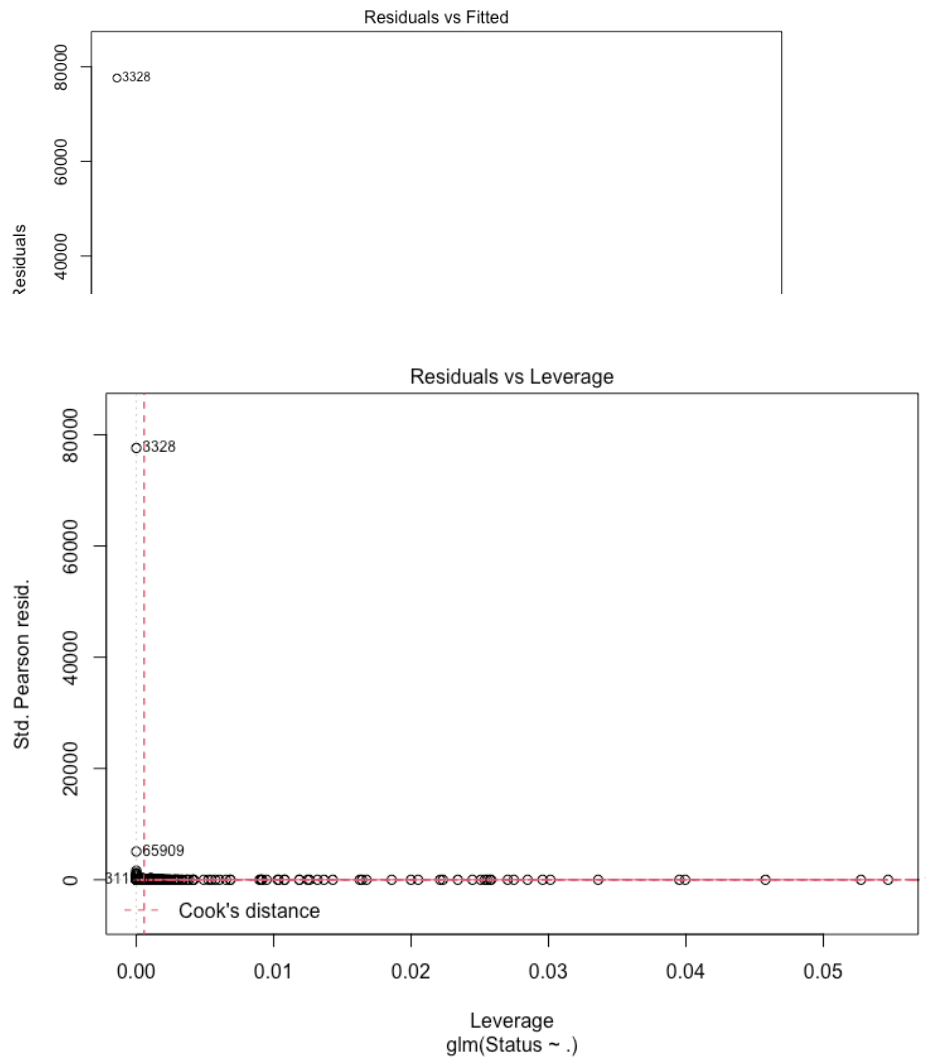 Residuals vs Fitted
80000
3328
60000
40000
Residuals
Residuals vs Leverage
80000
3328
60000
Std. Pearson resid.
40000
20000
65909
0
311
Cook's distance
0.00 0.01 0.02 0.03 0.04 0.05
Leverage
glm(Status ~ .)